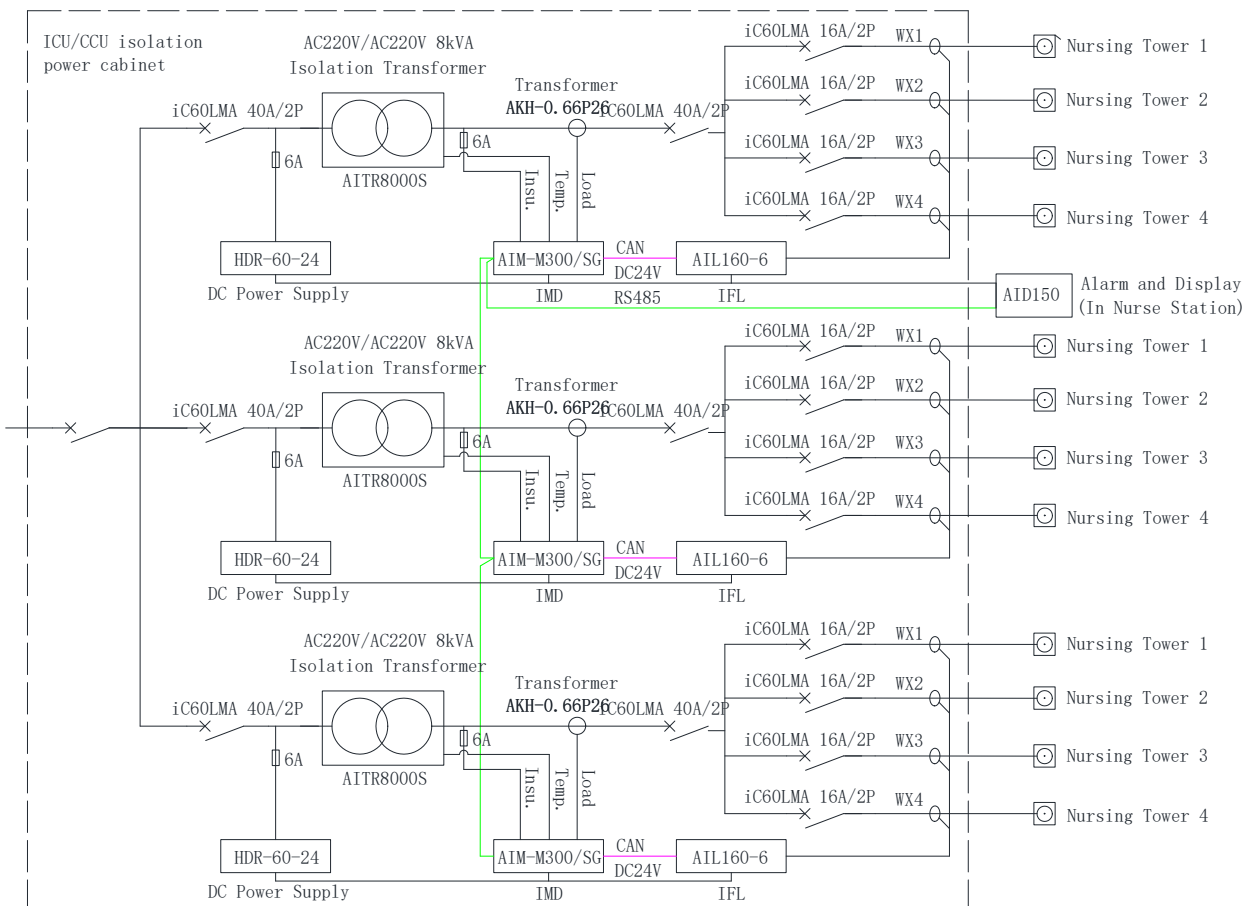 ICU/CCU isolation
power cabinet
AC220V/AC220V 8kVA
Isolation Transformer
iC60LMA 40A/2P
6A
AITR8000S
6A
Transformer
AKH-0.66P26
iC60LMA 40A/2P
Insu.
Temp.
Load
iC60LMA 16A/2P WX1
Nursing Tower 1
iC60LMA 16A/2P WX2
Nursing Tower 2
iC60LMA 16A/2P WX3
Nursing Tower 3
iC60LMA 16A/2P WX4
Nursing Tower 4
HDR-60-24
DC Power Supply
AIM-M300/SG
IMD
CAN
DC24V
RS485
AIL160-6
IFL
AID150
Alarm and Display
(In Nurse Station)
AC220V/AC220V 8kVA
Isolation Transformer
iC60LMA 40A/2P
6A
AITR8000S
6A
Transformer
AKH-0.66P26
iC60LMA 40A/2P
Insu.
Temp.
Load
iC60LMA 16A/2P WX1
Nursing Tower 1
iC60LMA 16A/2P WX2
Nursing Tower 2
iC60LMA 16A/2P WX3
Nursing Tower 3
iC60LMA 16A/2P WX4
Nursing Tower 4
HDR-60-24
DC Power Supply
AIM-M300/SG
IMD
CAN
DC24V
AIL160-6
IFL
AC220V/AC220V 8kVA
Isolation Transformer
iC60LMA 40A/2P
6A
AITR8000S
6A
Transformer
AKH-0.66P26
iC60LMA 40A/2P
Insu.
Temp.
Load
iC60LMA 16A/2P WX1
Nursing Tower 1
iC60LMA 16A/2P WX2
Nursing Tower 2
iC60LMA 16A/2P WX3
Nursing Tower 3
iC60LMA 16A/2P WX4
Nursing Tower 4
HDR-60-24
DC Power Supply
AIM-M300/SG
IMD
CAN
DC24V
AIL160-6
IFL